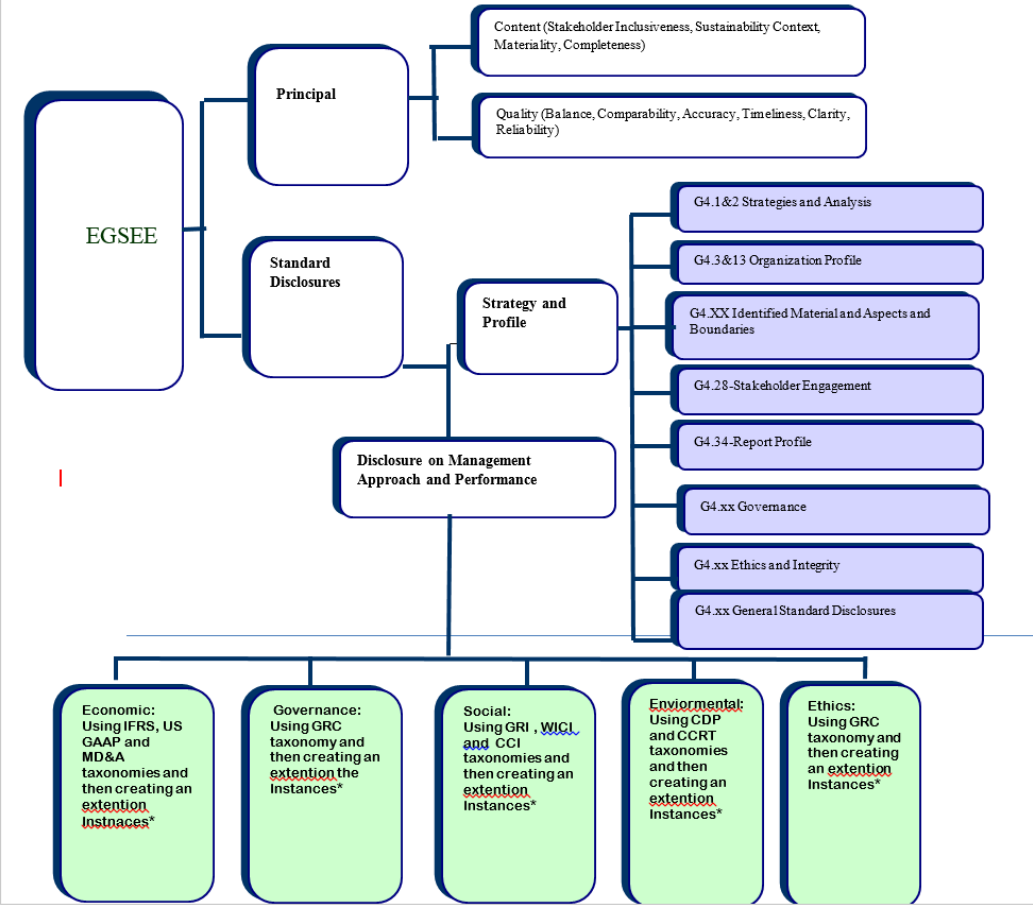 Content (Stakeholder Inclusiveness, Sustainability Context,
Materiality, Completeness)
Principal
Quality (Balance, Comparability, Accuracy, Timeliness, Clarity,
Reliability)
EGSEE
Standard
Disclosures
Strategy and
Profile
G4.1&2 Strategies and Analysis
G4.3&13 Organization Profile
G4.XX Identified Material and Aspects and
Boundaries
G4.28-Stakeholder Engagement
G4.34-Report Profile
G4.xx Governance
G4.xx Ethics and Integrity
G4.xx General Standard Disclosures
Disclosure on Management
Approach and Performance
Economic:
Using IFRS, US
GAAP and
MD&A
taxonomies and
then creating an
extention
Instnaces*
Governance:
Using GRC
taxonomy and
then creating an
extention the
Instances*
Social:
Using GRI , WICI,
and CCI
taxonomies and
then creating an
extention
Instances*
Enviormental:
Using CDP
and CCRT
taxonomies
and then
creating an
extention
Instances*
Ethics:
Using GRC
taxonomy and
then creating
an extention
Instances*